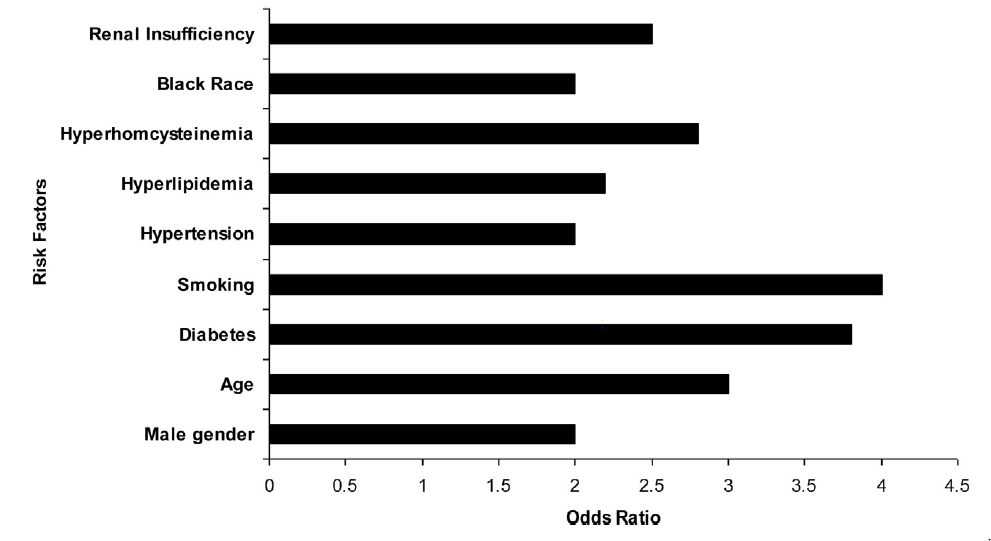 Renal Insufficiency
Black Race
Hyperhomcysteinemia
Hyperlipidemia
Hypertension
Smoking
Diabetes
Age
Male gender
Risk Factors
0 0.5 1 1.5 2 2.5 3 3.5 4 4.5
Odds Ratio